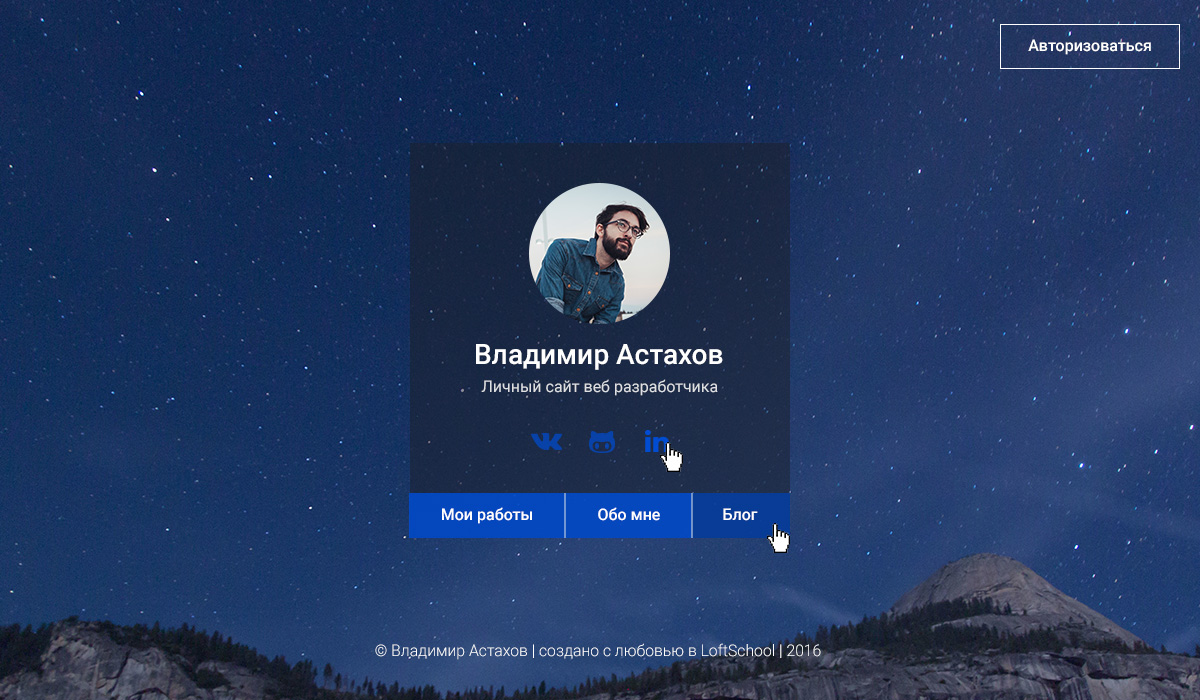 Авторизоваться
Владимир Астахов
Личный сайт веб разработчика
Мои работы
Обо мне
Блог
© Владимир Астахов | создано с любовью в LoftSchool | 2016